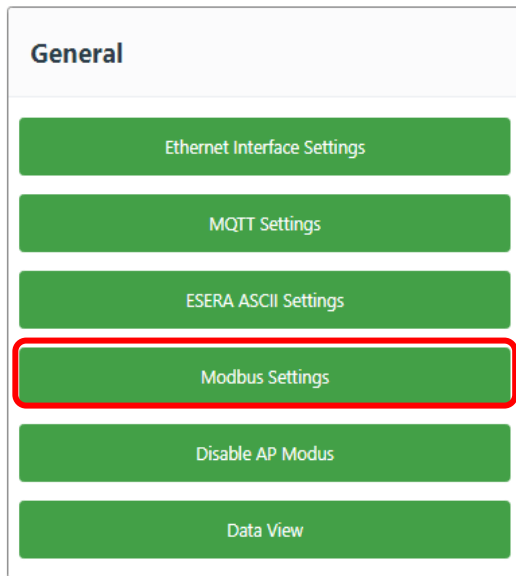 General
Ethernet Interface Settings
MQTT Settings
ESERA ASCII Settings
Modbus Settings
Disable AP Modus
Data View